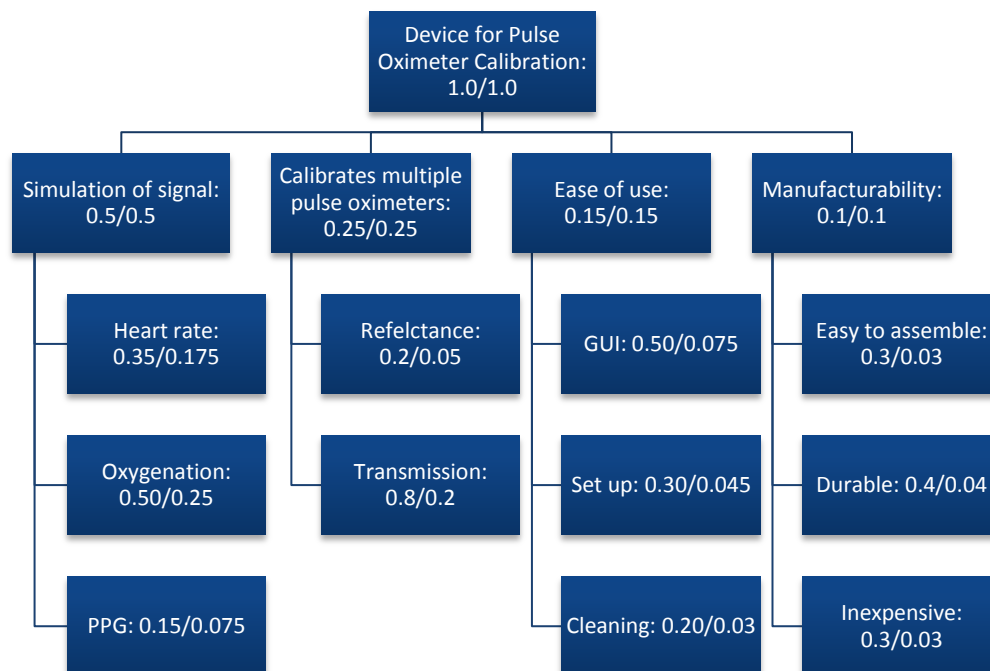 Device for Pulse
Oximeter Calibration:
1.0/1.0
Simulation of signal:
0.5/0.5
Calibrates multiple
pulse oximeters:
0.25/0.25
Ease of use:
0.15/0.15
Manufacturability:
0.1/0.1
Heart rate:
0.35/0.175
Refelctance:
0.2/0.05
GUI: 0.50/0.075
Easy to assemble:
0.3/0.03
Oxygenation:
0.50/0.25
Transmission:
0.8/0.2
Set up: 0.30/0.045
Durable: 0.4/0.04
PPG: 0.15/0.075
Cleaning: 0.20/0.03
Inexpensive:
0.3/0.03